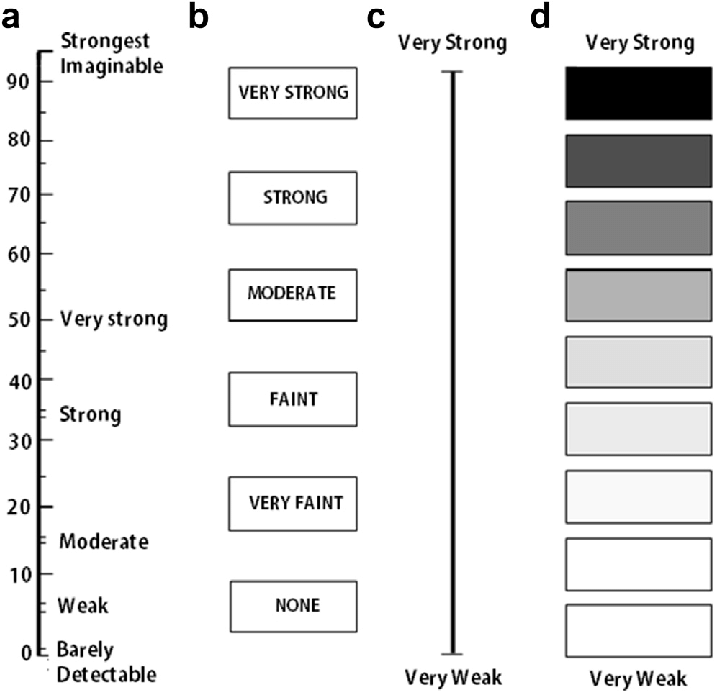 a
Strongest
Imaginable
90
80
70
60
50 Very strong
40
Strong
30
20
Moderate
10
Weak
0 Barely
Detectable
b
VERY STRONG
STRONG
MODERATE
FAINT
VERY FAINT
NONE
c
Very Strong
Very Weak
d
Very Strong
Very Weak